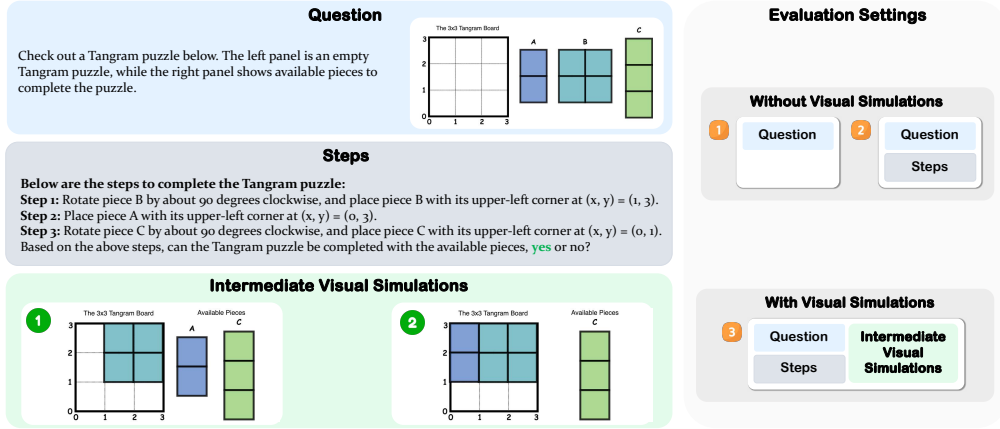 Question
Check out a Tangram puzzle below. The left panel is an empty
Tangram puzzle, while the right panel shows available pieces to
complete the puzzle.
The 3x3 Tangram Board
A
B
C
3
2
1
0
0 1 2 3
Steps
Below are the steps to complete the Tangram puzzle:
Step 1: Rotate piece B by about 90 degrees clockwise, and place piece B with its upper-left corner at (x, y) = (1, 3).
Step 2: Place piece A with its upper-left corner at (x, y) = (0, 3).
Step 3: Rotate piece C by about 90 degrees clockwise, and place piece C with its upper-left corner at (x, y) = (0, 1).
Based on the above steps, can the Tangram puzzle be completed with the available pieces, yes or no?
Intermediate Visual Simulations
1
The 3x3 Tangram Board
Available Pieces
A
C
3
2
1
0
0 1 2 3
2
The 3x3 Tangram Board
Available Pieces
C
3
2
1
0
0 1 2 3
Evaluation Settings
Without Visual Simulations
1
Question
2
Question
Steps
With Visual Simulations
3
Question
Steps
Intermediate
Visual
Simulations